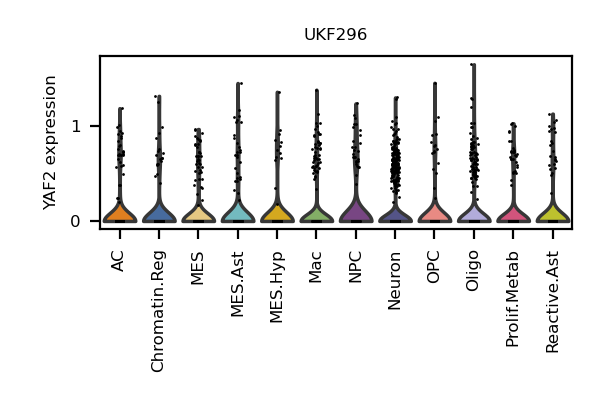 UKF296
YAF2 expression
1
0
AC
Chromatin.Reg
MES
MES.Ast
MES.Hyp
Mac
NPC
Neuron
OPC
Oligo
Prolif.Metab
Reactive.Ast